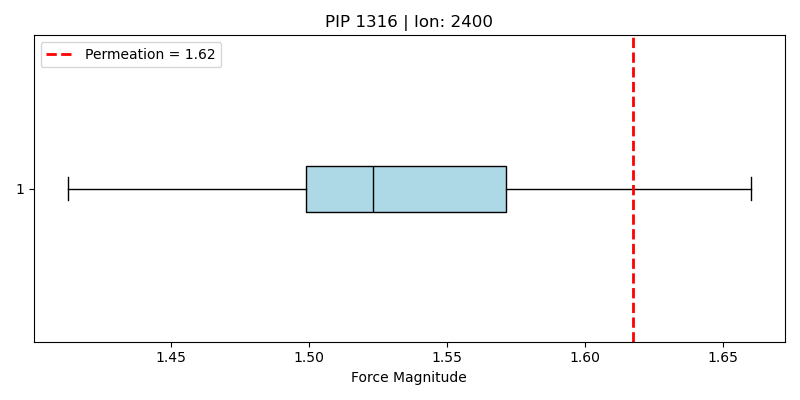 PIP 1316 | Ion: 2400
Permeation = 1.62
1
1.45 1.50 1.55 1.60 1.65
Force Magnitude